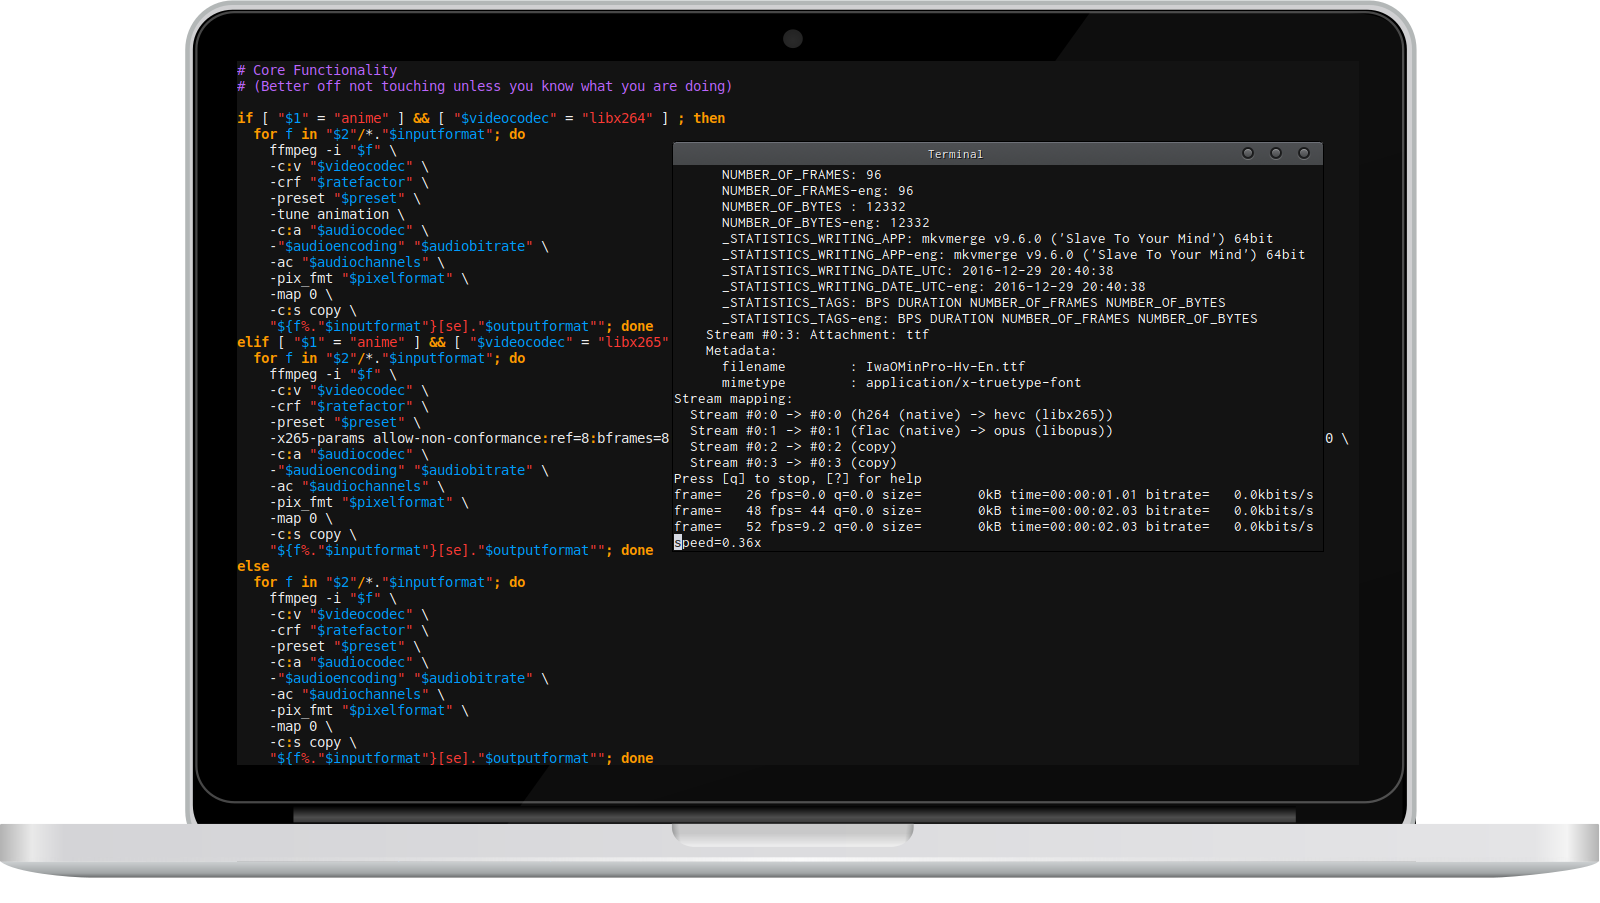 # Core Functionality
# (Better off not touching unless you know what you are doing)
if [ "$1" = "anime" ] && [ "$videocodec" = "libx264" ] ; then
for f in "$2"/*."$inputformat"; do
ffmpeg -i "$f" \
-c:v "$videocodec" \
-crf "$ratefactor" \
-preset "$preset" \
-tune animation \
-c:a "$audiocodec" \
-"$audioencoding" "$audiobitrate" \
-ac "$audiochannels" \
-pix_fmt "$pixelformat" \
-map 0 \
-c:s copy \
"${f%."$inputformat"}[se]."$outputformat""; done
elif [ "$1" = "anime" ] && [ "$videocodec" = "libx265"
for f in "$2"/*."$inputformat"; do
ffmpeg -i "$f" \
-c:v "$videocodec" \
-crf "$ratefactor" \
-preset "$preset" \
-x265-params allow-non-conformance:ref=8:bframes=8 0 \
-c:a "$audiocodec" \
-"$audioencoding" "$audiobitrate" \
-ac "$audiochannels" \
-pix_fmt "$pixelformat" \
-map 0 \
-c:s copy \
"${f%."$inputformat"}[se]."$outputformat""; done
else
for f in "$2"/*."$inputformat"; do
ffmpeg -i "$f" \
-c:v "$videocodec" \
-crf "$ratefactor" \
-preset "$preset" \
-c:a "$audiocodec" \
-"$audioencoding" "$audiobitrate" \
-ac "$audiochannels" \
-pix_fmt "$pixelformat" \
-map 0 \
-c:s copy \
"${f%."$inputformat"}[se]."$outputformat""; done
Terminal
NUMBER_OF_FRAMES: 96
NUMBER_OF_FRAMES-eng: 96
NUMBER_OF_BYTES : 12332
NUMBER_OF_BYTES-eng: 12332
_STATISTICS_WRITING_APP: mkvmerge v9.6.0 ('Slave To Your Mind') 64bit
_STATISTICS_WRITING_APP-eng: mkvmerge v9.6.0 ('Slave To Your Mind') 64bit
_STATISTICS_WRITING_DATE_UTC: 2016-12-29 20:40:38
_STATISTICS_WRITING_DATE_UTC-eng: 2016-12-29 20:40:38
_STATISTICS_TAGS: BPS DURATION NUMBER_OF_FRAMES NUMBER_OF_BYTES
_STATISTICS_TAGS-eng: BPS DURATION NUMBER_OF_FRAMES NUMBER_OF_BYTES
Stream #0:3: Attachment: ttf
Metadata:
filename : IwaOMinPro-Hv-En.ttf
mimetype : application/x-truetype-font
Stream mapping:
Stream #0:0 -> #0:0 (h264 (native) -> hevc (libx265))
Stream #0:1 -> #0:1 (flac (native) -> opus (libopus))
Stream #0:2 -> #0:2 (copy)
Stream #0:3 -> #0:3 (copy)
Press [q] to stop, [?] for help
frame= 26 fps=0.0 q=0.0 size= 0kB time=00:00:01.01 bitrate= 0.0kbits/s
frame= 48 fps= 44 q=0.0 size= 0kB time=00:00:02.03 bitrate= 0.0kbits/s
frame= 52 fps=9.2 q=0.0 size= 0kB time=00:00:02.03 bitrate= 0.0kbits/s
speed=0.36x